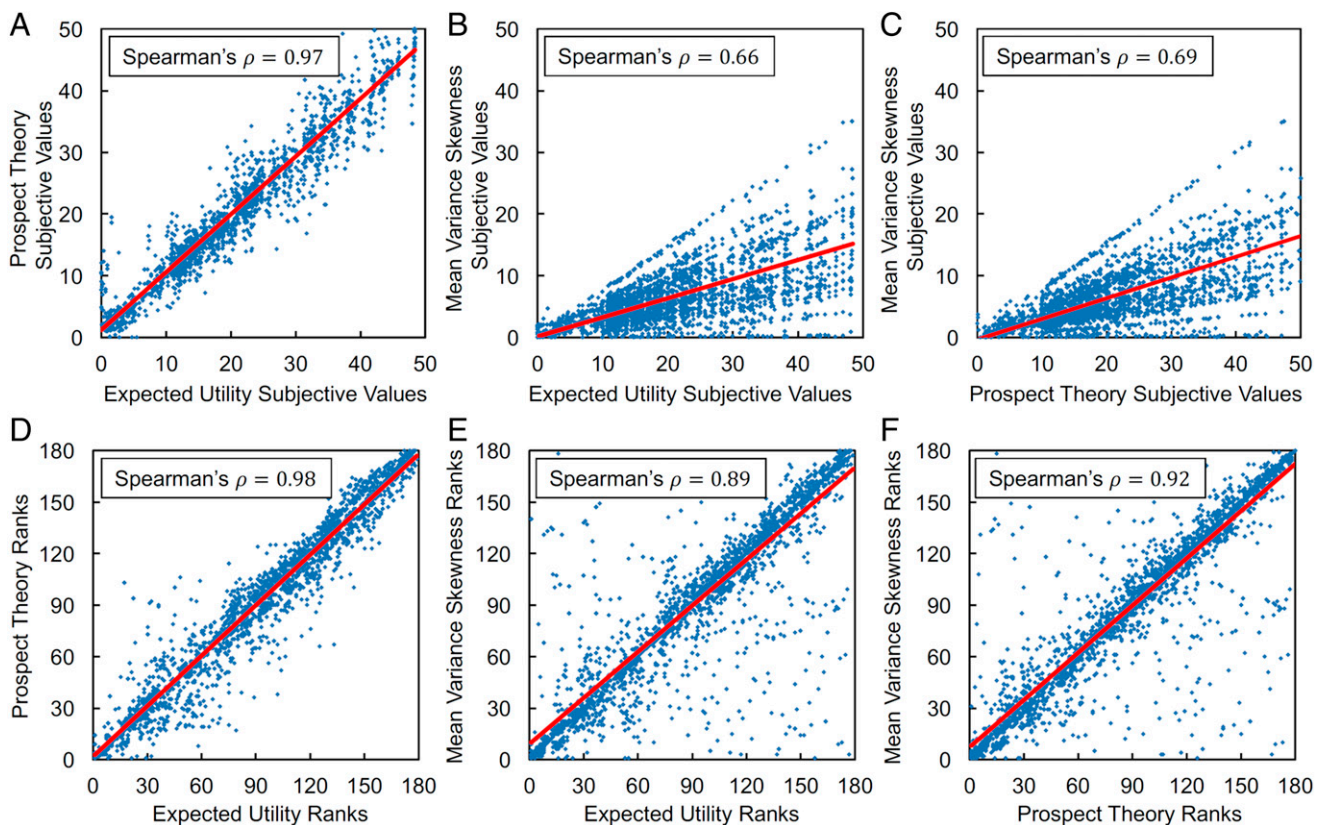 A
Spearman's ρ = 0.97
Prospect Theory
Subjective Values
50
40
30
20
10
0
0 10 20 30 40 50
Expected Utility Subjective Values
B
Spearman's ρ = 0.66
Mean Variance Skewness
Subjective Values
50
40
30
20
10
0
0 10 20 30 40 50
Expected Utility Subjective Values
C
Spearman's ρ = 0.69
Mean Variance Skewness
Subjective Values
50
40
30
20
10
0
0 10 20 30 40 50
Prospect Theory Subjective Values
D
Spearman's ρ = 0.98
Prospect Theory Ranks
180
150
120
90
60
30
0
0 30 60 90 120 150 180
Expected Utility Ranks
E
Spearman's ρ = 0.89
Mean Variance Skewness Ranks
180
150
120
90
60
30
0
0 30 60 90 120 150 180
Expected Utility Ranks
F
Spearman's ρ = 0.92
Mean Variance Skewness Ranks
180
150
120
90
60
30
0
0 30 60 90 120 150 180
Prospect Theory Ranks